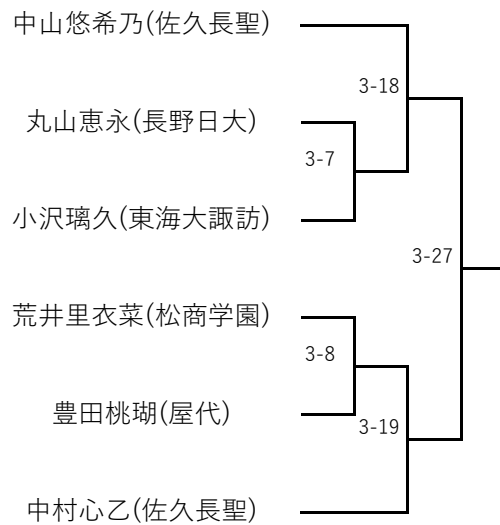 中山悠希乃(佐久長聖)
3-18
丸山恵永(長野日大)
3-7
小沢璃久(東海大諏訪)
3-27
荒井里衣菜(松商学園)
3-8
豊田桃瑚(屋代)
3-19
中村心乙(佐久長聖)